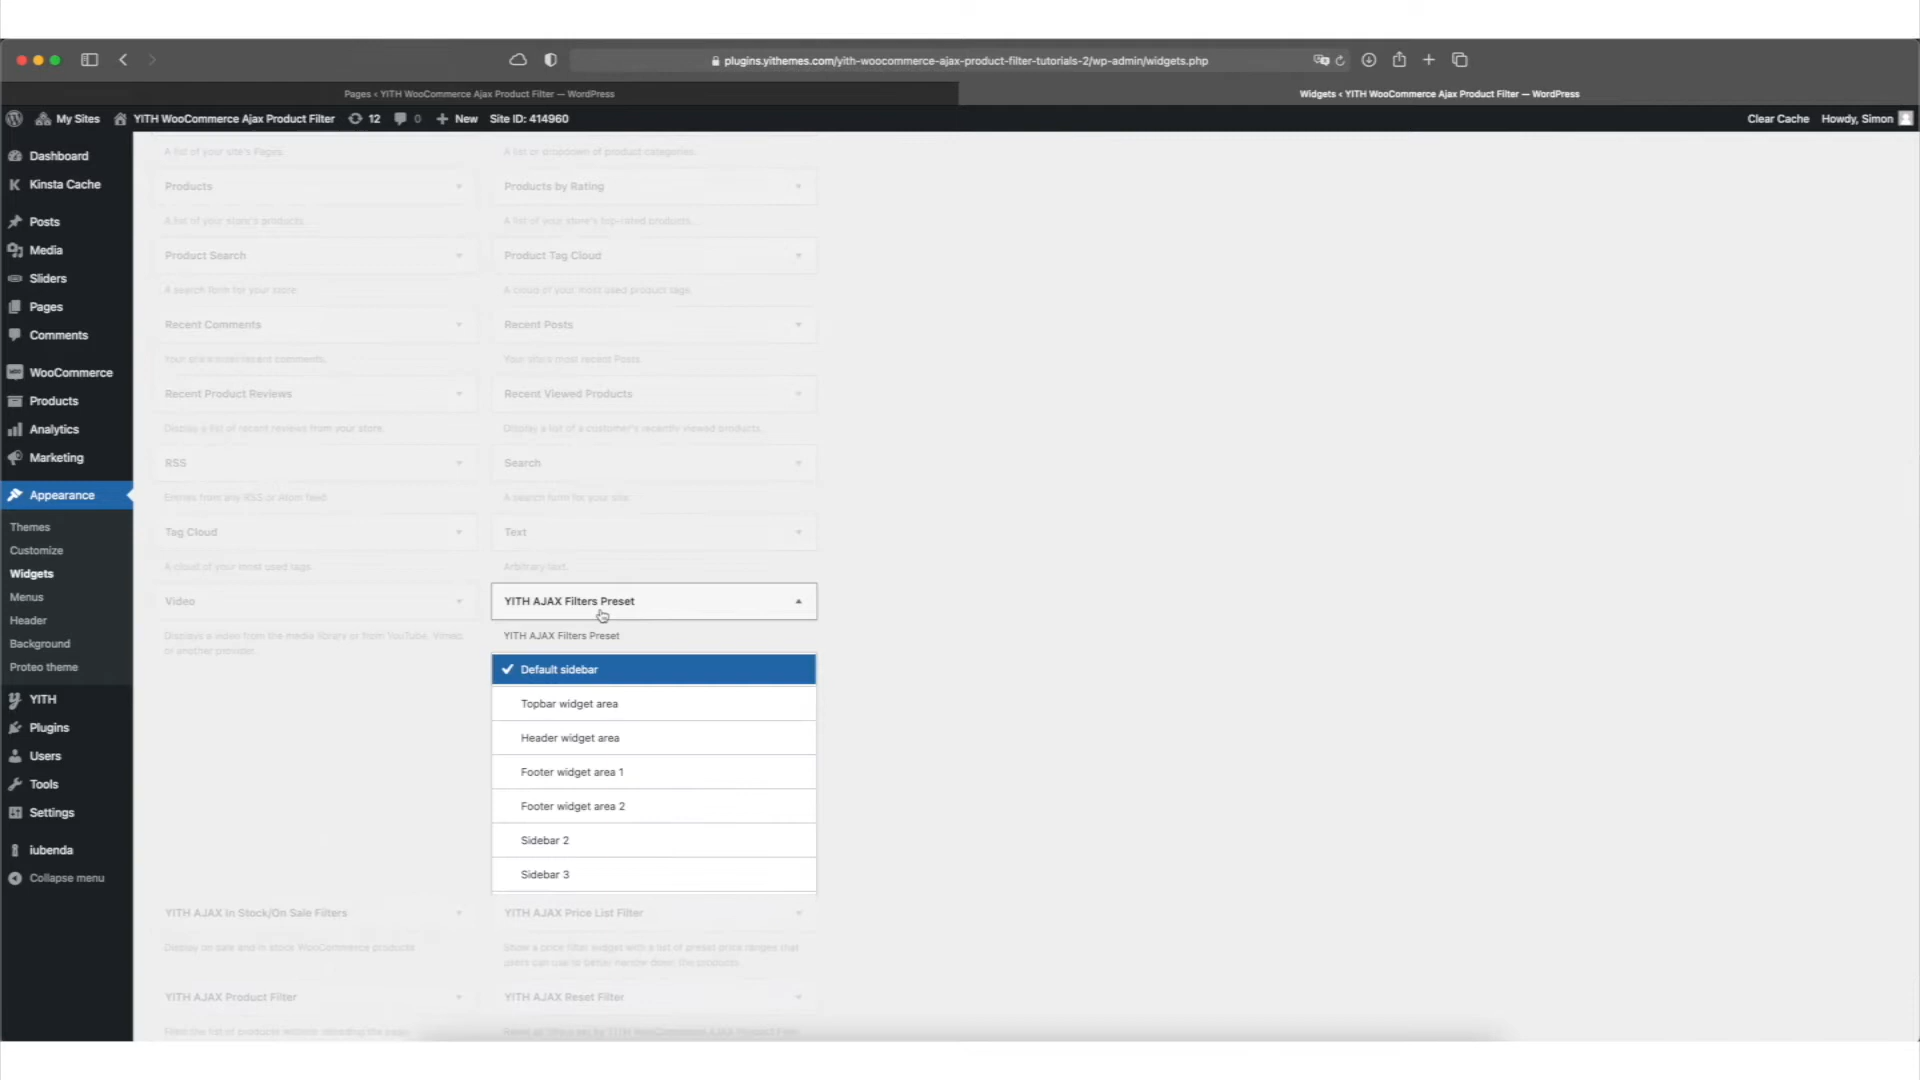 plugins.yithemes.com/yith-woocommerce-ajax-product-filter-tutorials-2/wp-admin/widgets.php
Pages ‹ YITH WooCommerce Ajax Product Filter — WordPress
Widgets ‹ YITH WooCommerce Ajax Product Filter — WordPress
My Sites YITH WooCommerce Ajax Product Filter 12 0 New Site ID: 414960 Clear Cache Howdy, Simon
Dashboard
Kinsta Cache
Posts
Media
Sliders
Pages
Comments
WooCommerce
Products
Analytics
Marketing
Appearance
Themes
Customize
Widgets
Menus
Header
Background
Proteo theme
YITH
Plugins
Users
Tools
Settings
iubenda
Collapse menu
A list of your site's Pages.
A list or dropdown of product categories.
Products
Products by Rating
A list of your store's products.
A list of your store's top-rated products.
Product Search
Product Tag Cloud
A search form for your store.
A cloud of your most used product tags.
Recent Comments
Recent Posts
Your site's most recent comments.
Your site's most recent Posts.
Recent Product Reviews
Recent Viewed Products
Display a list of recent reviews from your store.
Display a list of a customer's recently viewed products.
RSS
Search
Entries from any RSS or Atom feed.
A search form for your site.
Tag Cloud
Text
A cloud of your most used tags.
Arbitrary text.
Video
YITH AJAX Filters Preset
Displays a video from the media library or from YouTube, Vimeo,
or another provider.
YITH AJAX Filters Preset
Default sidebar
Topbar widget area
Header widget area
Footer widget area 1
Footer widget area 2
Sidebar 2
Sidebar 3
YITH AJAX In Stock/On Sale Filters
YITH AJAX Price List Filter
Display on sale and in stock WooCommerce products
Show a price filter widget with a list of preset price ranges that
users can use to better narrow down the products.
YITH AJAX Product Filter
YITH AJAX Reset Filter
Filter the list of products without reloading the page
Reset all filters set by YITH WooCommerce AJAX Product Filter